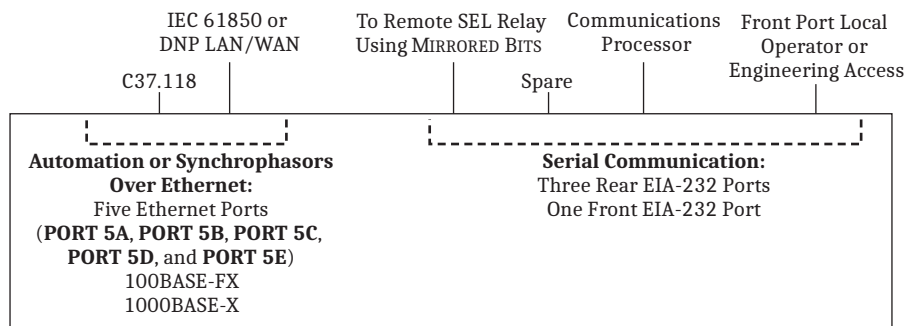 IEC 61850 or
DNP LAN/WAN
C37.118
To Remote SEL Relay
Using MIRRORED BITS
Spare
Communications
Processor
Front Port Local
Operator or
Engineering Access
Automation or Synchrophasors
Over Ethernet:
Five Ethernet Ports
(PORT 5A, PORT 5B, PORT 5C,
PORT 5D, and PORT 5E)
100BASE-FX
1000BASE-X
Serial Communication:
Three Rear EIA-232 Ports
One Front EIA-232 Port